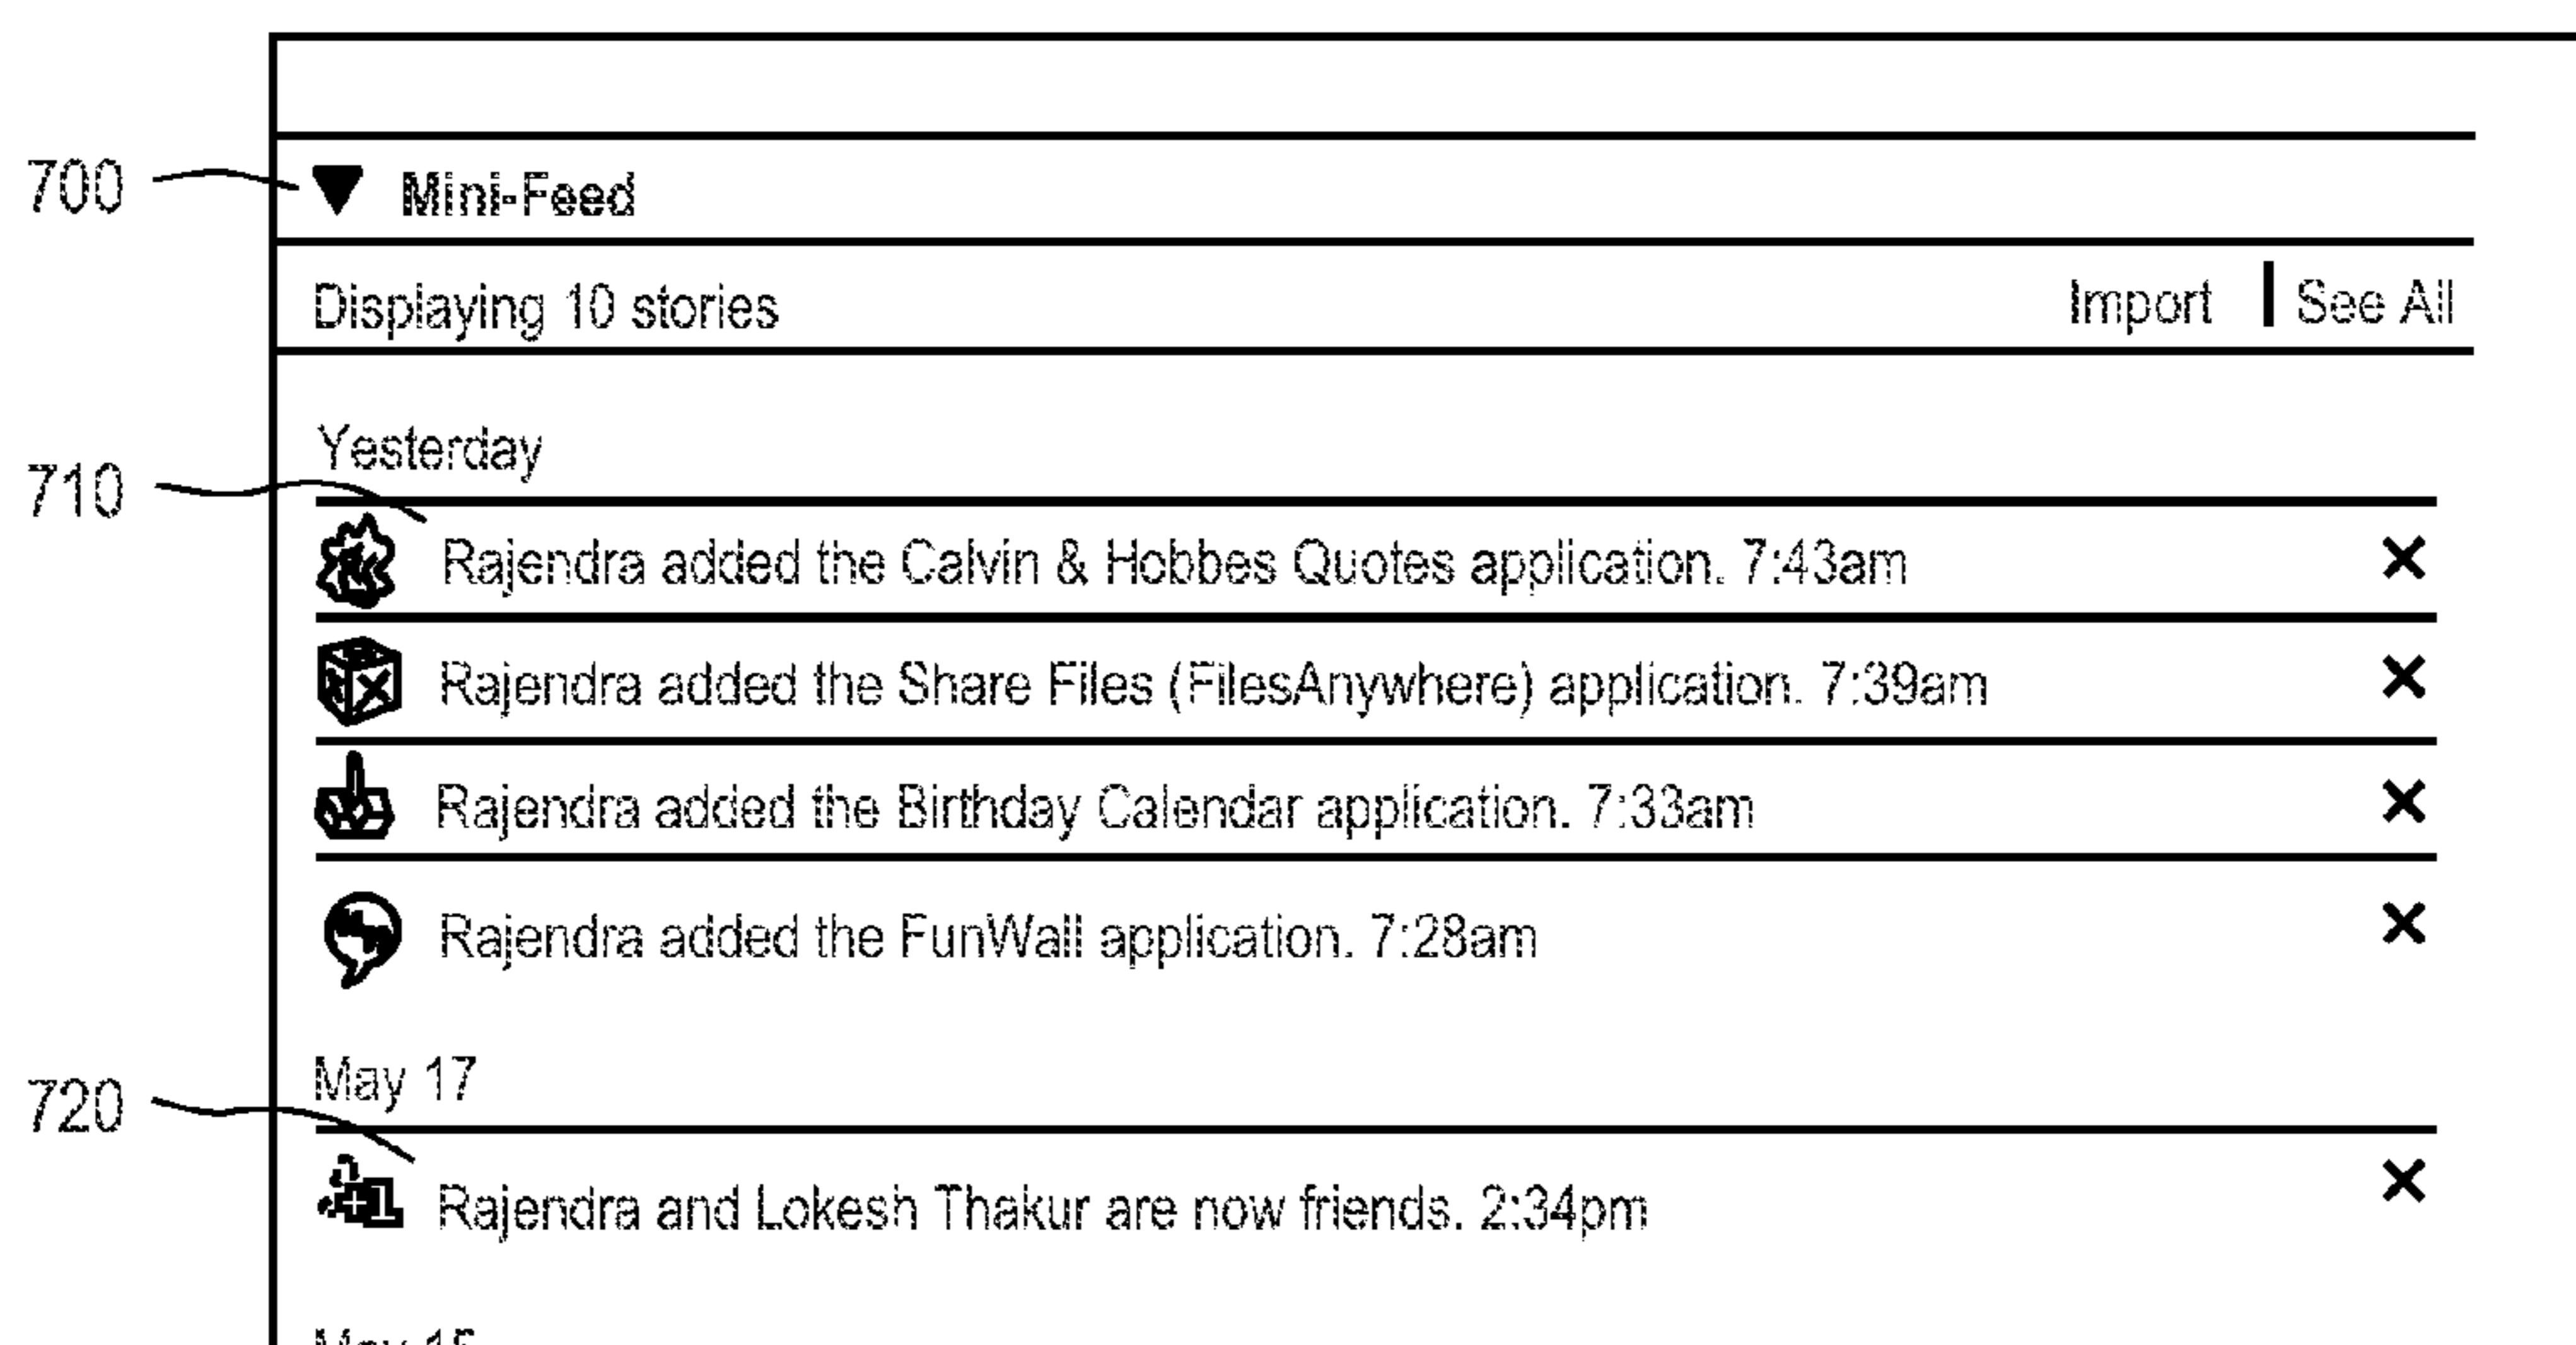 700 Mini-Feed
Displaying 10 stories Import | See All
Yesterday
710
Rajendra added the Calvin & Hobbes Quotes application. 7:43am
Rajendra added the Share Files (FilesAnywhere) application. 7:39am
Rajendra added the Birthday Calendar application. 7:33am
Rajendra added the FunWall application. 7:28am
May 17
720
+1 Rajendra and Lokesh Thakur are now friends. 2:34pm